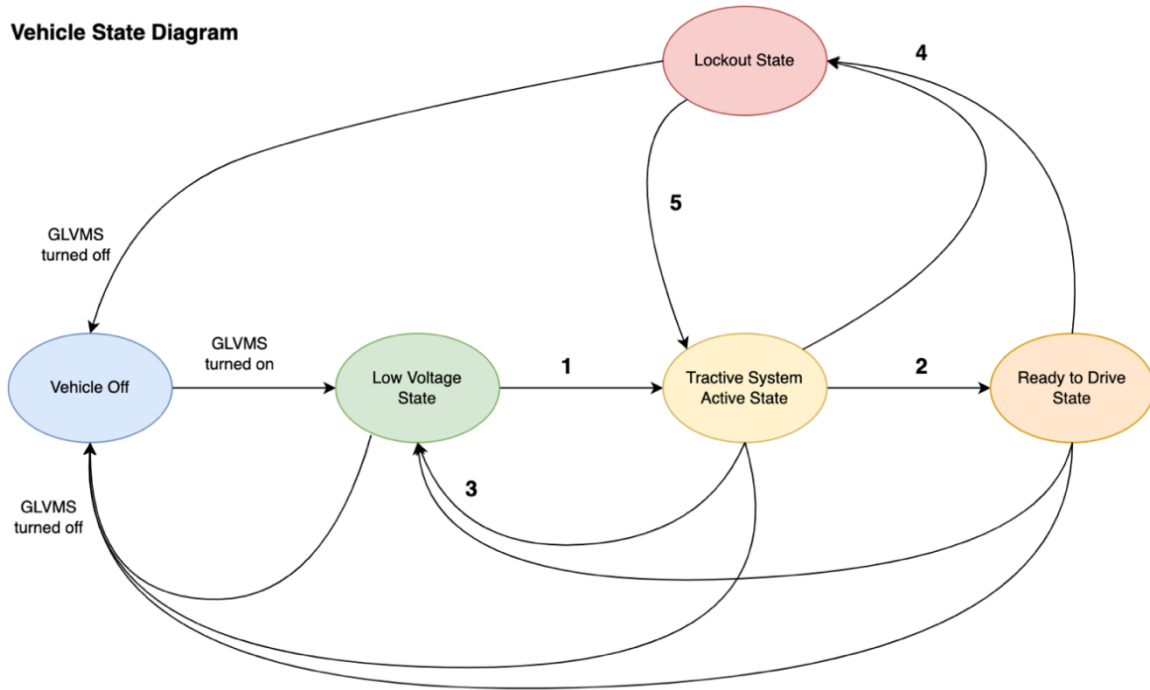 Vehicle State Diagram
Lockout State
4
5
GLVMS
turned off
Vehicle Off
GLVMS
turned on
Low Voltage
State
1
Tractive System
Active State
2
Ready to Drive
State
3
GLVMS
turned off